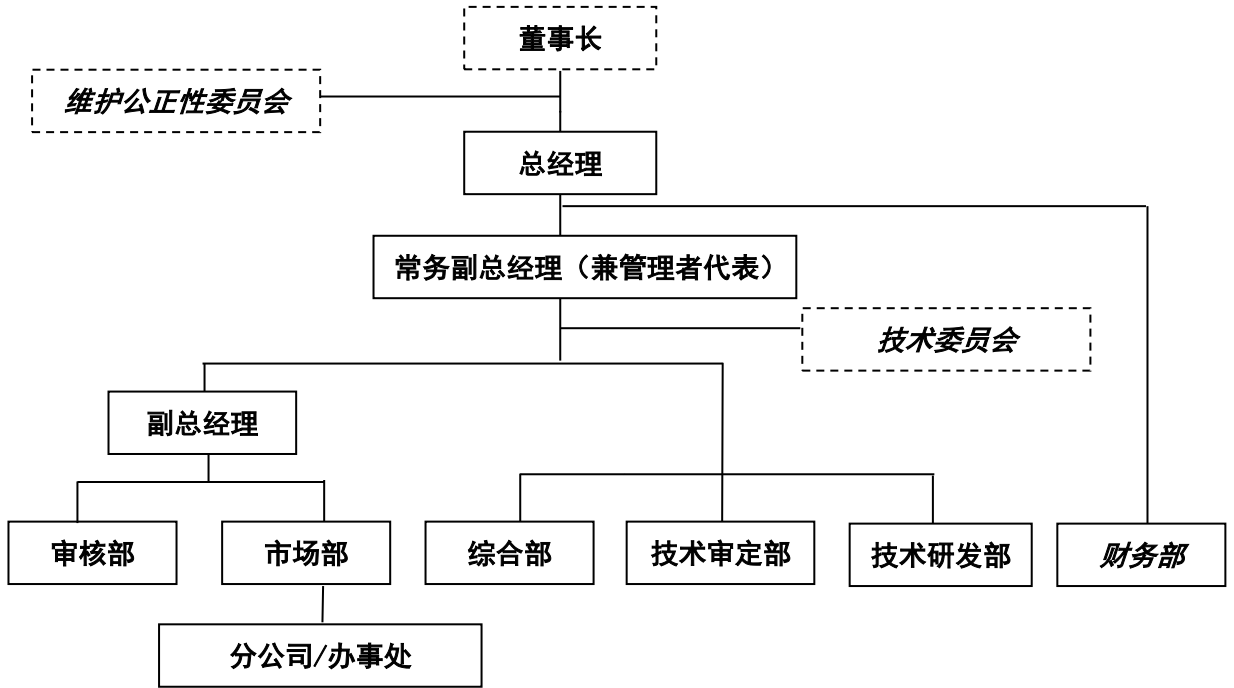 董事长
维护公正性委员会
总经理
常务副总经理（兼管理者代表）
技术委员会
副总经理
审核部
市场部
综合部
技术审定部
技术研发部
财务部
分公司/办事处